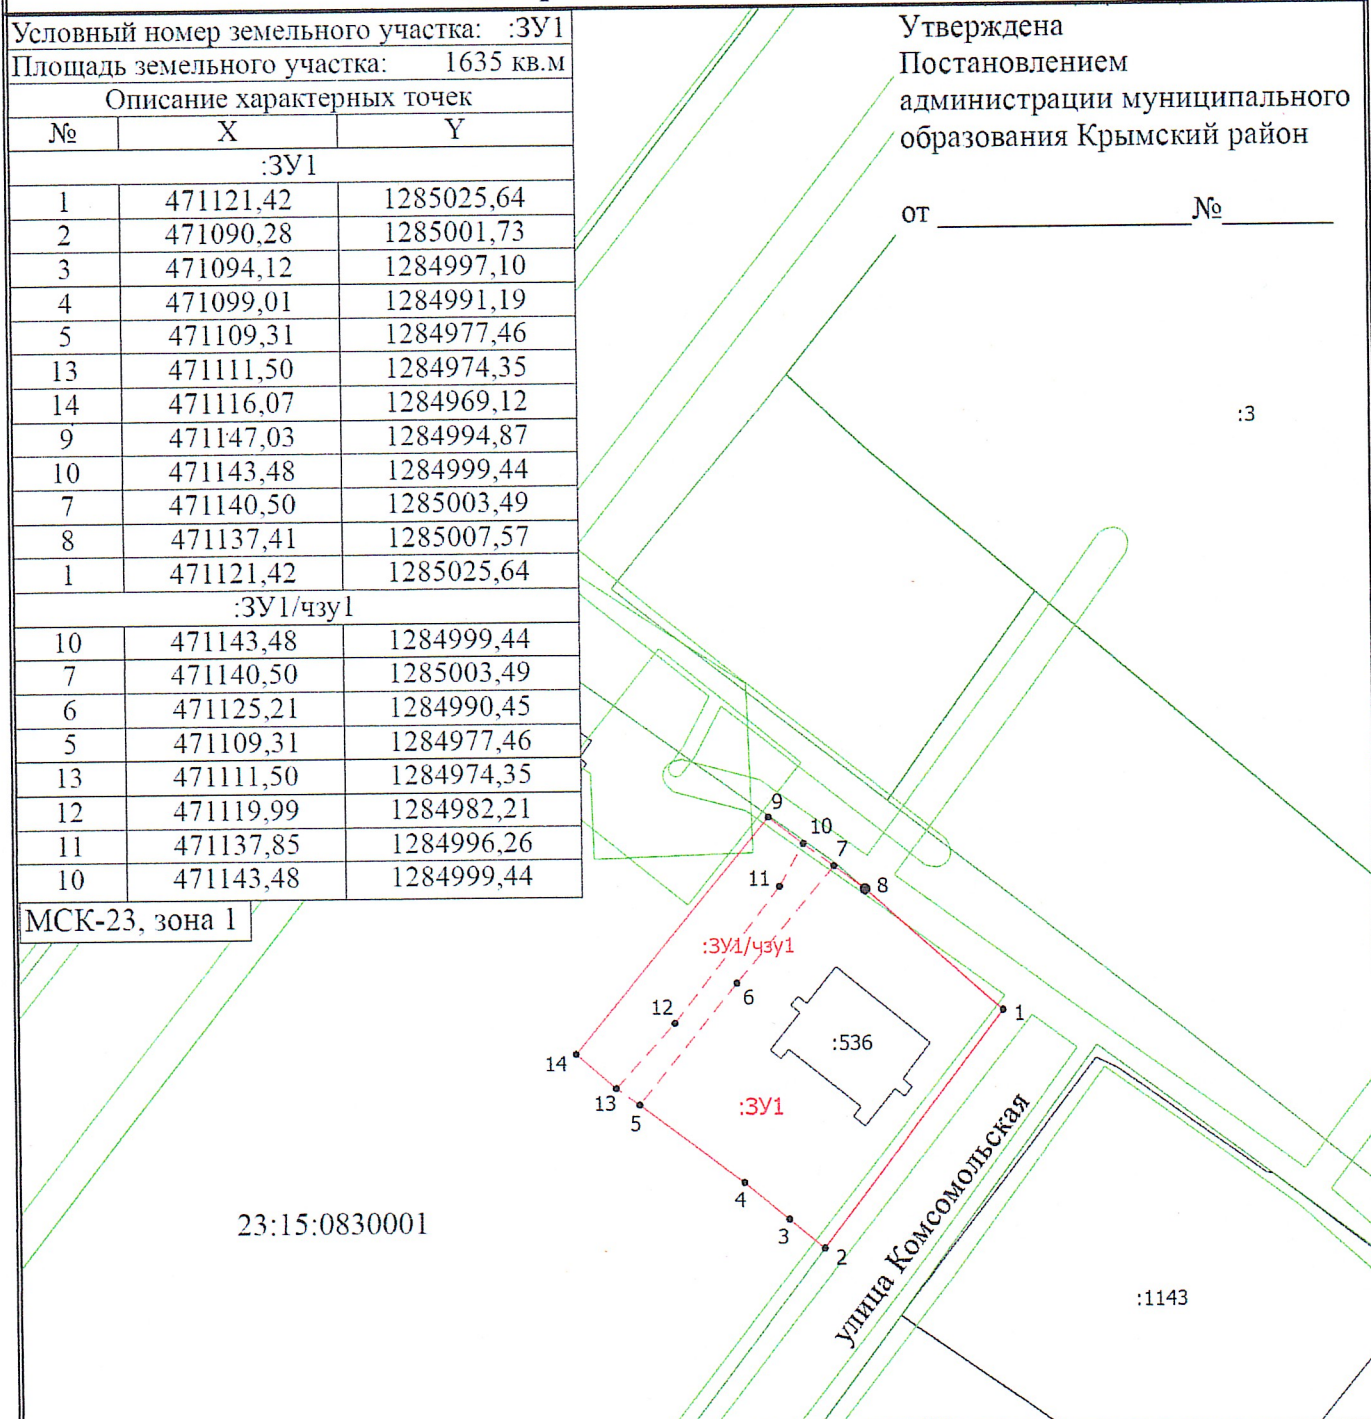 Условный номер земельного участка: :ЗУ1
Площадь земельного участка: 1635 кв.м
Описание характерных точек
№ X Y
:ЗУ1
1 471121,42 1285025,64
2 471090,28 1285001,73
3 471094,12 1284997,10
4 471099,01 1284991,19
5 471109,31 1284977,46
13 471111,50 1284974,35
14 471116,07 1284969,12
9 471147,03 1284994,87
10 471143,48 1284999,44
7 471140,50 1285003,49
8 471137,41 1285007,57
1 471121,42 1285025,64
:ЗУ1/чзу1
10 471143,48 1284999,44
7 471140,50 1285003,49
6 471125,21 1284990,45
5 471109,31 1284977,46
13 471111,50 1284974,35
12 471119,99 1284982,21
11 471137,85 1284996,26
10 471143,48 1284999,44
МСК-23, зона 1
Утверждена
Постановлением
администрации муниципального
образования Крымский район
от ____________________№_________
:3
9
10
7
11
8
:ЗУ1/чзу1
6
12
1
:536
14
13
5
:ЗУ1
4
3
2
улица Комсомольская
23:15:0830001
:1143